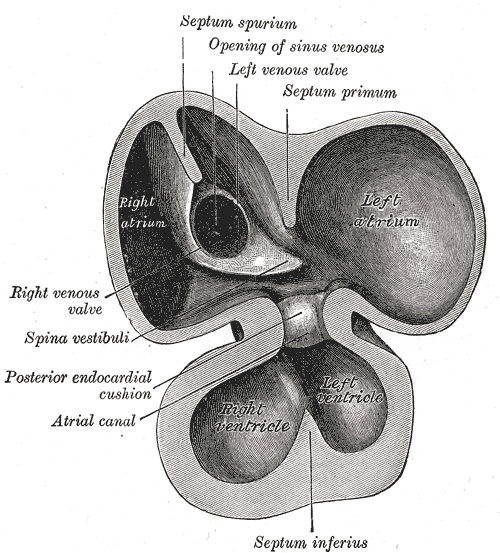 Septum spurium
Opening of sinus venosus
Left venous valve
Septum primum
Right
atrium
Left
atrium
Right venous
valve
Spina vestibuli
Posterior endocardial
cushion
Atrial canal
Right
ventricle
Left
ventricle
Septum inferius